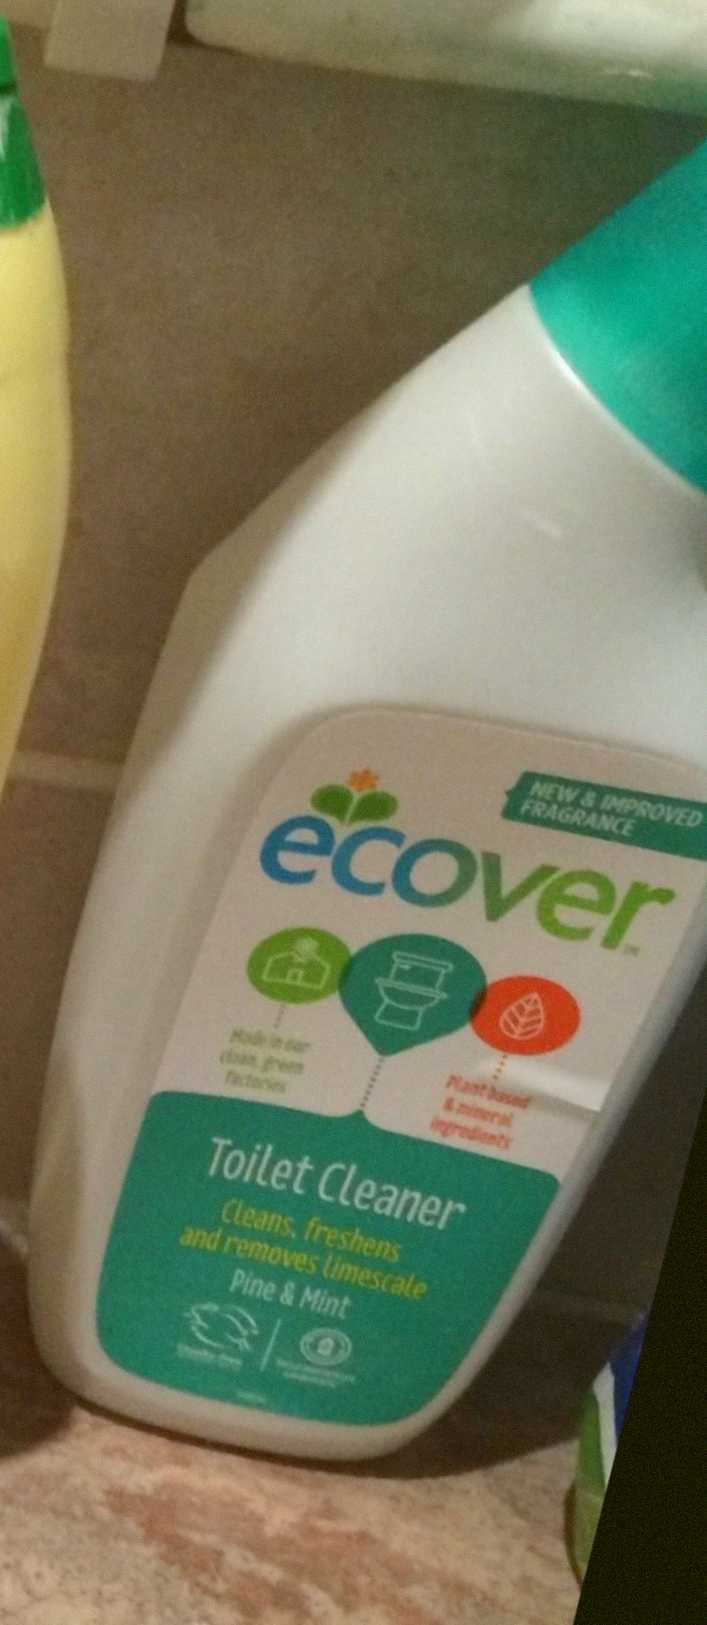 NEW & IMPROVED
FRAGRANCE
ecover
Made in our
clean, green
factories
Plant-based
& mineral
ingredients
Toilet Cleaner
Cleans, freshens
and removes limescale
Pine & Mint